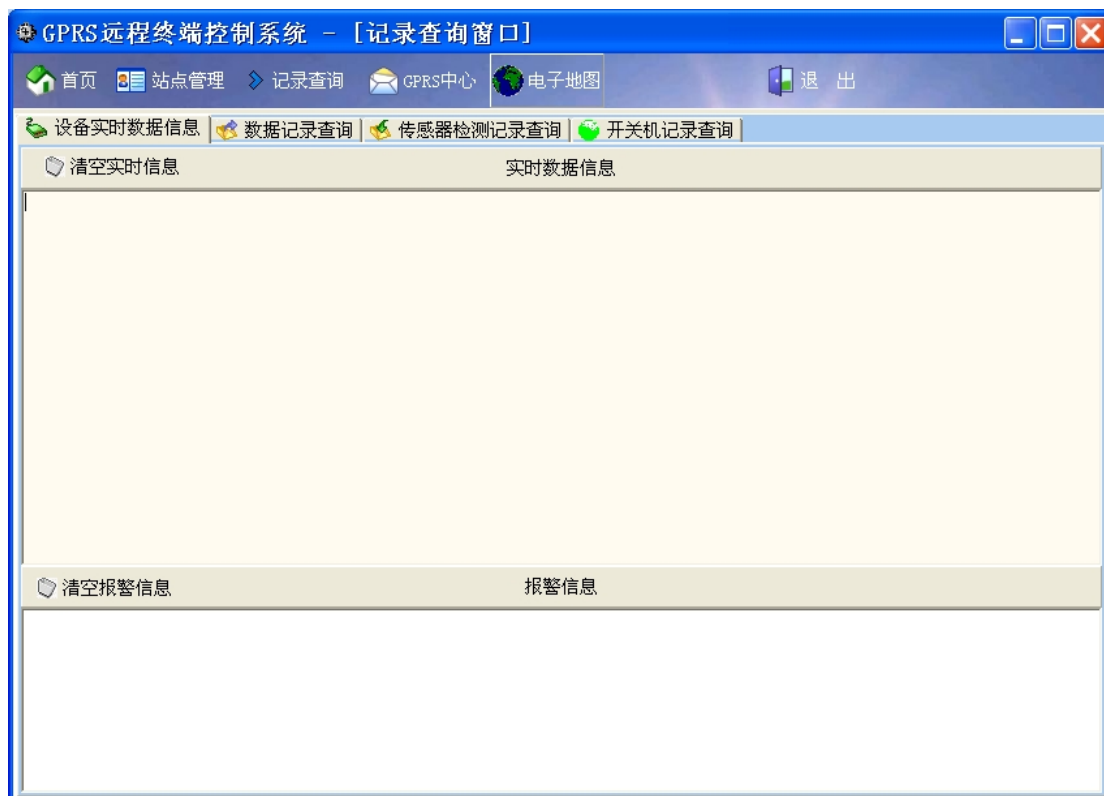 GPRS远程终端控制系统 - [记录查询窗口]
首页 站点管理 记录查询 GPRS中心 电子地图 退 出
设备实时数据信息 数据记录查询 传感器检测记录查询 开关机记录查询
清空实时信息 实时数据信息
清空报警信息 报警信息